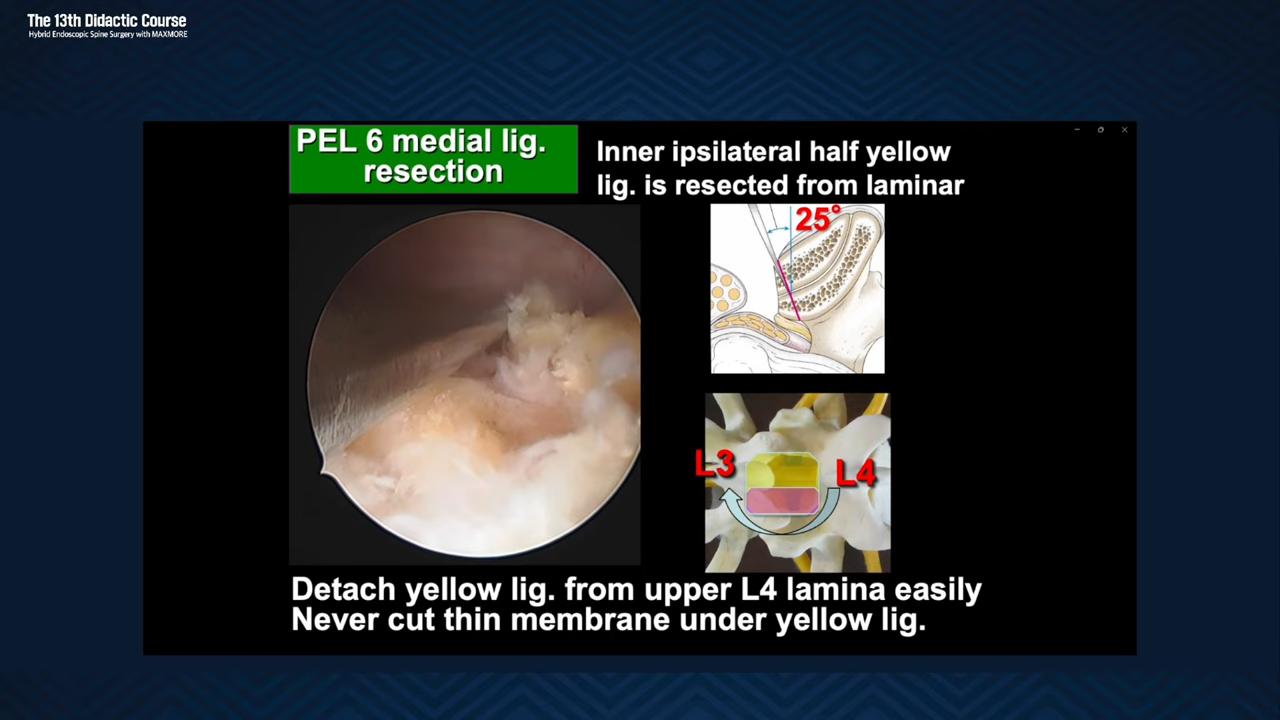 The 13th Didactic Course
Hybrid Endoscopic Spine Surgery with MAXMORE
PEL 6 medial lig.
resection
Inner ipsilateral half yellow
lig. is resected from laminar
25°
L3
L4
Detach yellow lig. from upper L4 lamina easily
Never cut thin membrane under yellow lig.